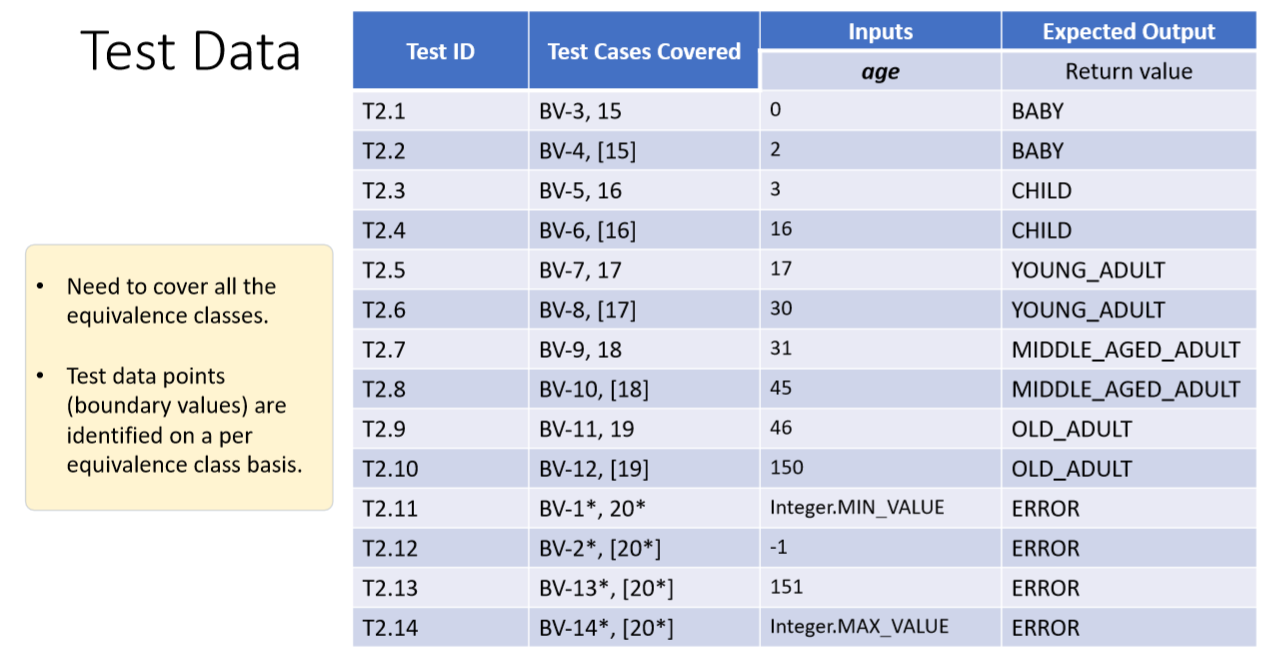 Test Data
• Need to cover all the
equivalence classes.
• Test data points
(boundary values) are
identified on a per
equivalence class basis.
Test ID Test Cases Covered Inputs Expected Output
age Return value
T2.1 BV-3, 15 0 BABY
T2.2 BV-4, [15] 2 BABY
T2.3 BV-5, 16 3 CHILD
T2.4 BV-6, [16] 16 CHILD
T2.5 BV-7, 17 17 YOUNG_ADULT
T2.6 BV-8, [17] 30 YOUNG_ADULT
T2.7 BV-9, 18 31 MIDDLE_AGED_ADULT
T2.8 BV-10, [18] 45 MIDDLE_AGED_ADULT
T2.9 BV-11, 19 46 OLD_ADULT
T2.10 BV-12, [19] 150 OLD_ADULT
T2.11 BV-1*, 20* Integer.MIN_VALUE ERROR
T2.12 BV-2*, [20*] -1 ERROR
T2.13 BV-13*, [20*] 151 ERROR
T2.14 BV-14*, [20*] Integer.MAX_VALUE ERROR